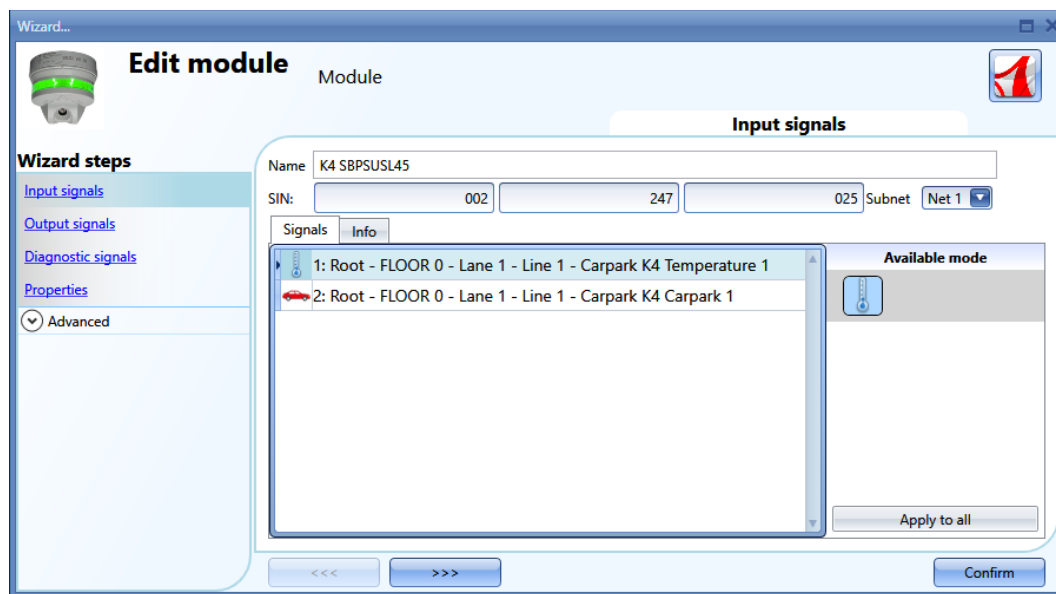 Wizard...
Edit module
Module
Input signals
Wizard steps
Input signals
Output signals
Diagnostic signals
Properties
Advanced
Name K4 SBPSUSL45
SIN: 002 247 025 Subnet Net 1
Signals Info
1: Root - FLOOR 0 - Lane 1 - Line 1 - Carpark K4 Temperature 1
2: Root - FLOOR 0 - Lane 1 - Line 1 - Carpark K4 Carpark 1
Available mode
Apply to all
<<< >>> Confirm